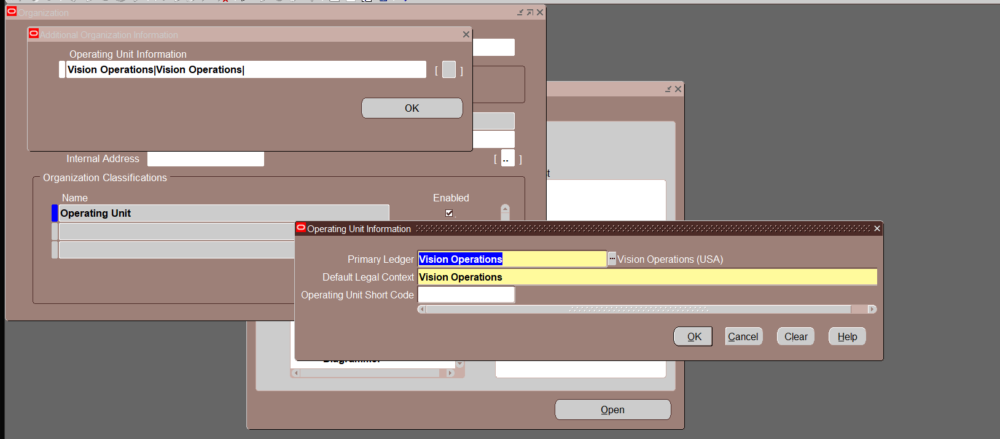 Organization
Additional Organization Information
Operating Unit Information
Vision Operations|Vision Operations|
[ ]
OK
Internal Address
[ .. ]
Organization Classifications
Name Enabled
Operating Unit
Operating Unit Information
Primary Ledger Vision Operations ... Vision Operations (USA)
Default Legal Context Vision Operations
Operating Unit Short Code
OK Cancel Clear Help
Diagrammer
Open